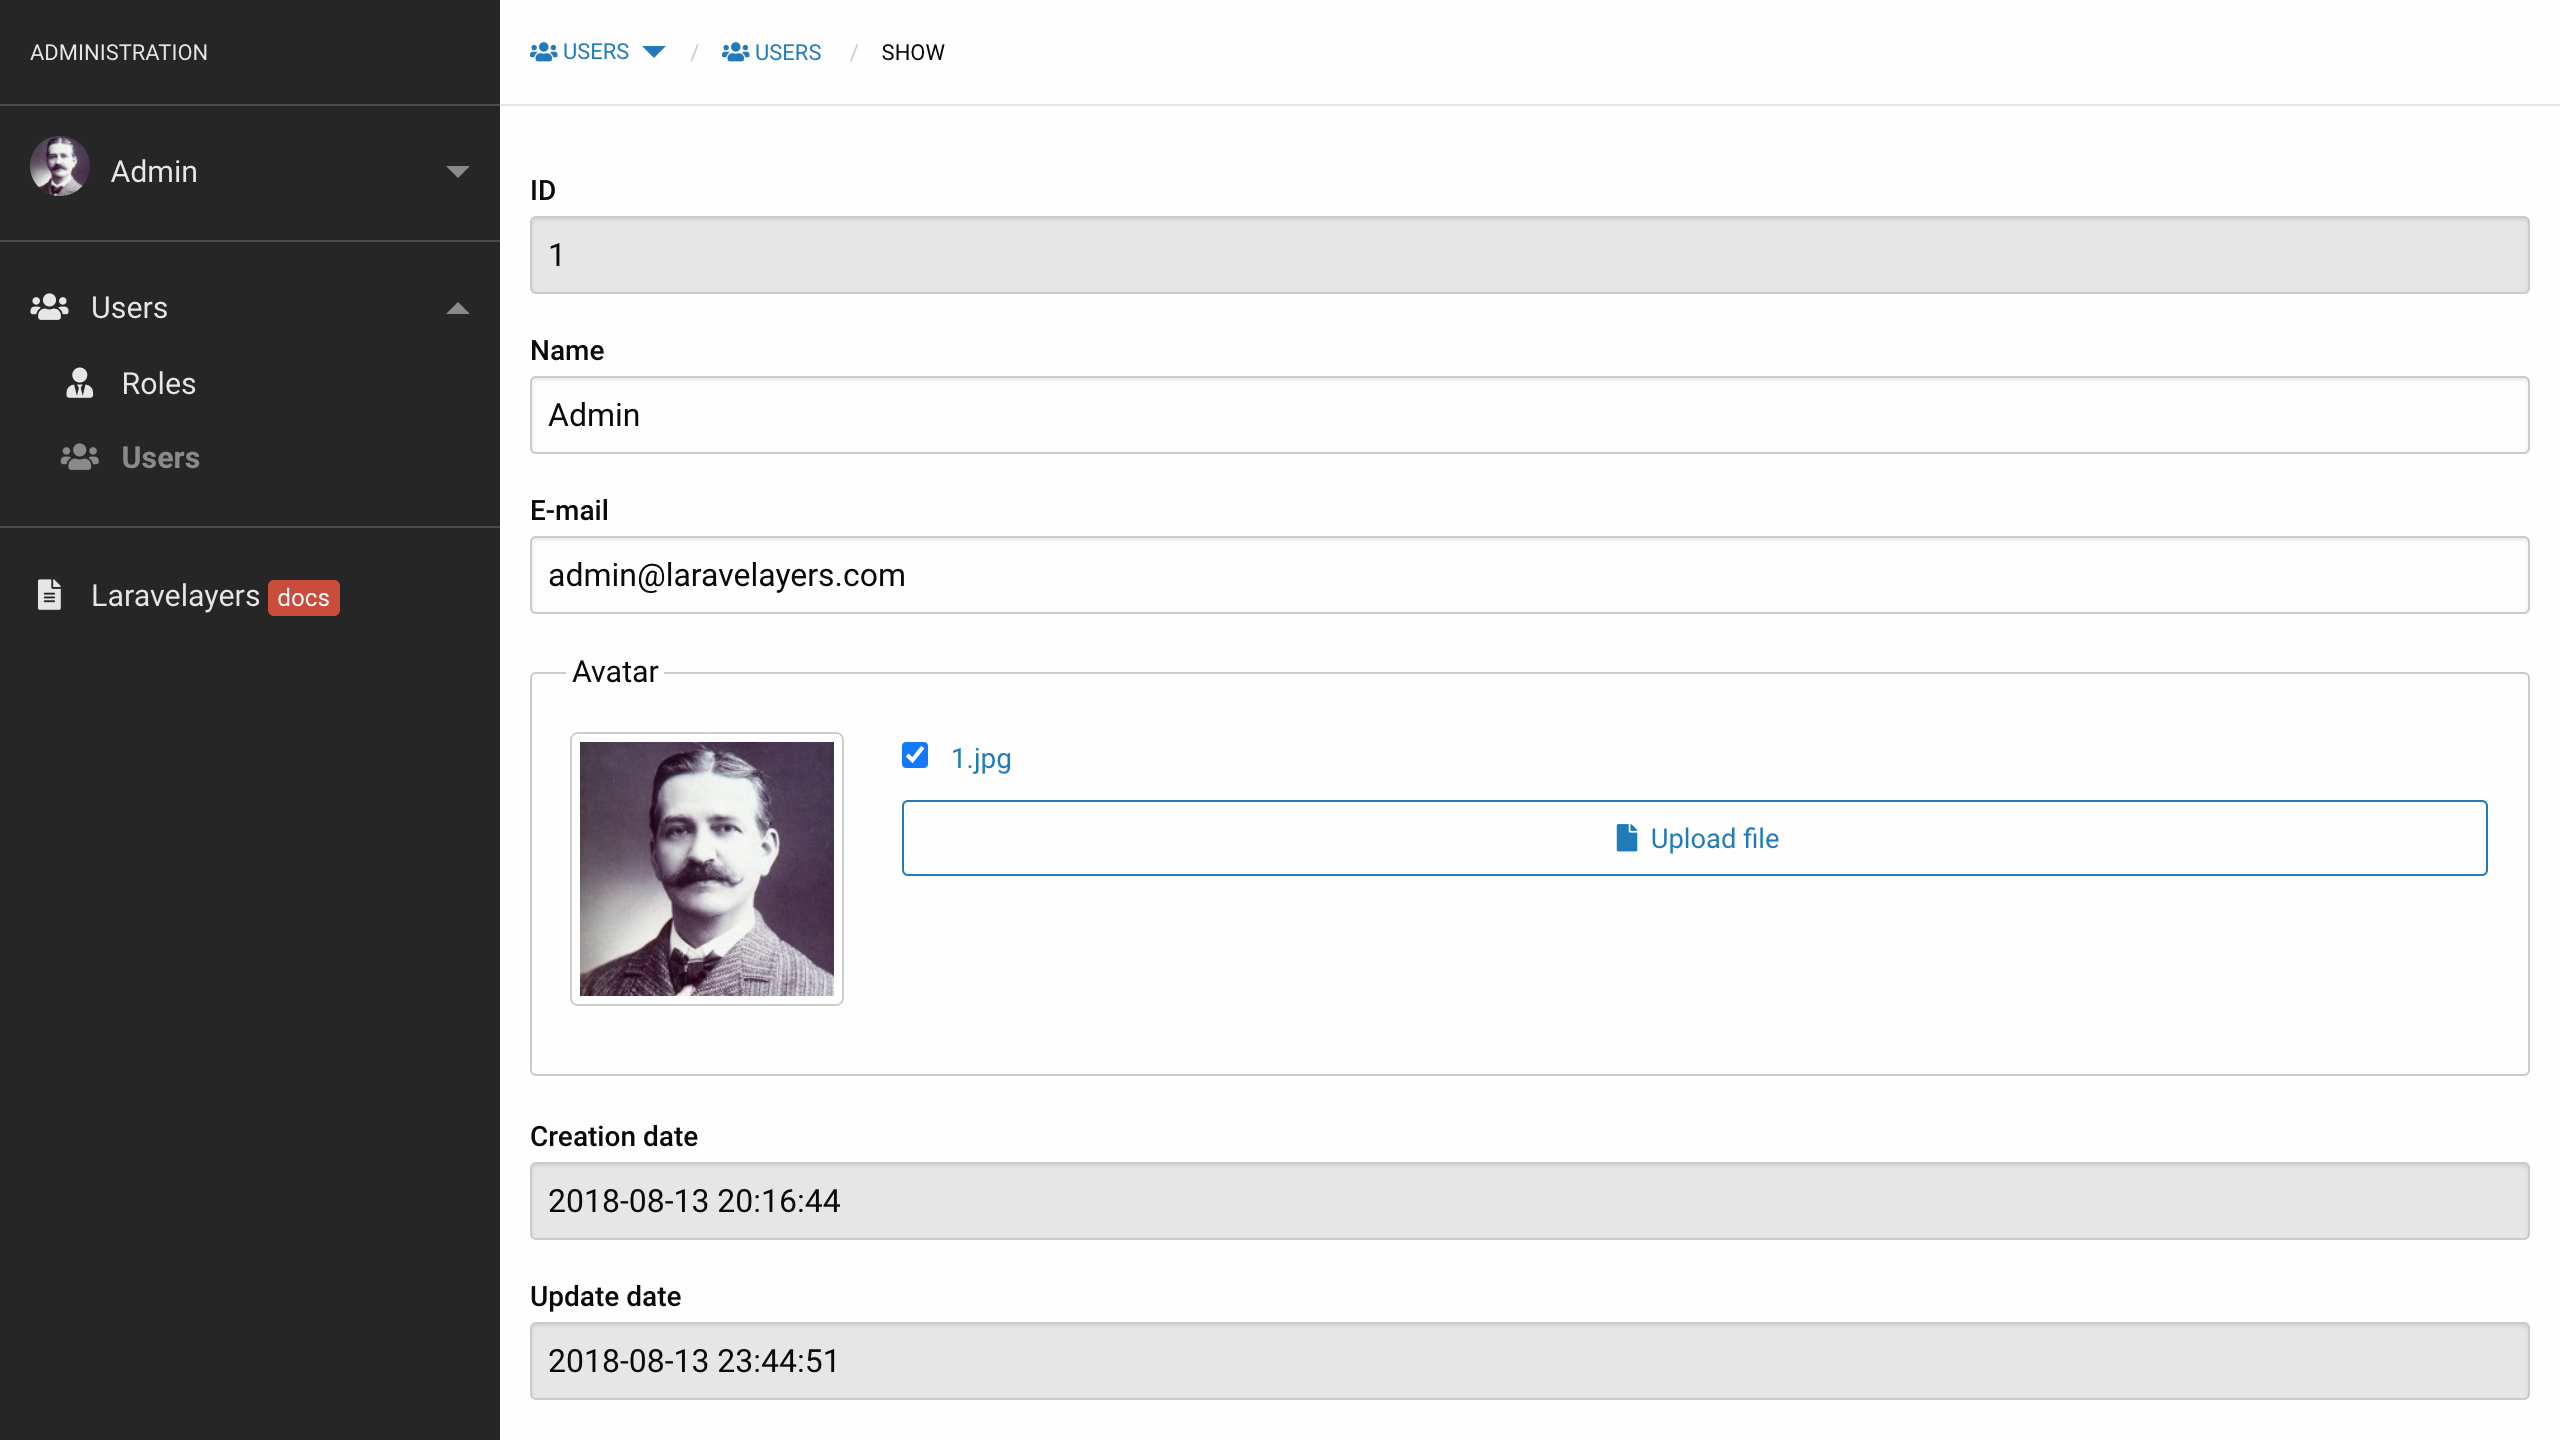 ADMINISTRATION
Admin
Users
Roles
Users
Laravelayers docs
USERS / USERS / SHOW
ID
1
Name
Admin
E-mail
admin@laravelayers.com
Avatar
1.jpg
Upload file
Creation date
2018-08-13 20:16:44
Update date
2018-08-13 23:44:51